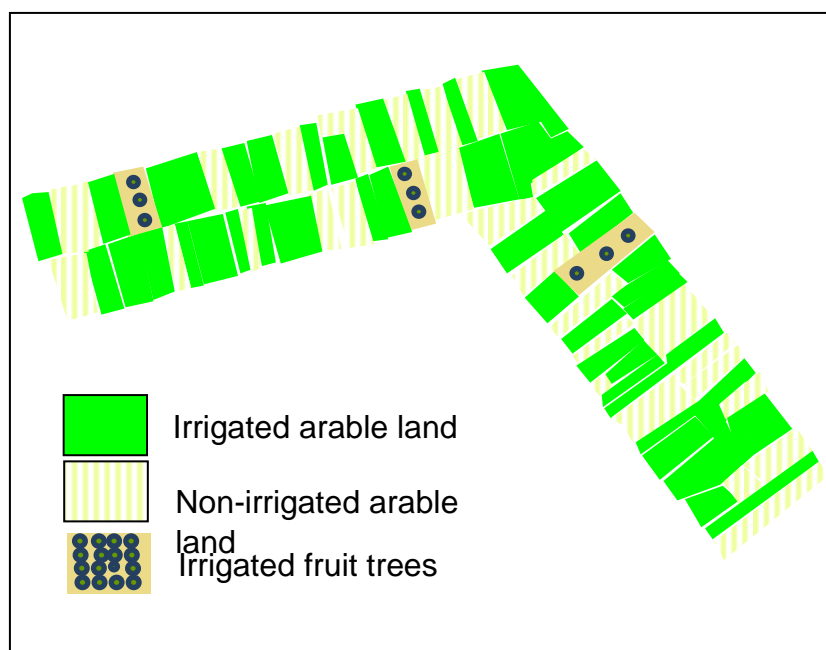 Irrigated arable land
Non-irrigated arable
land
Irrigated fruit trees